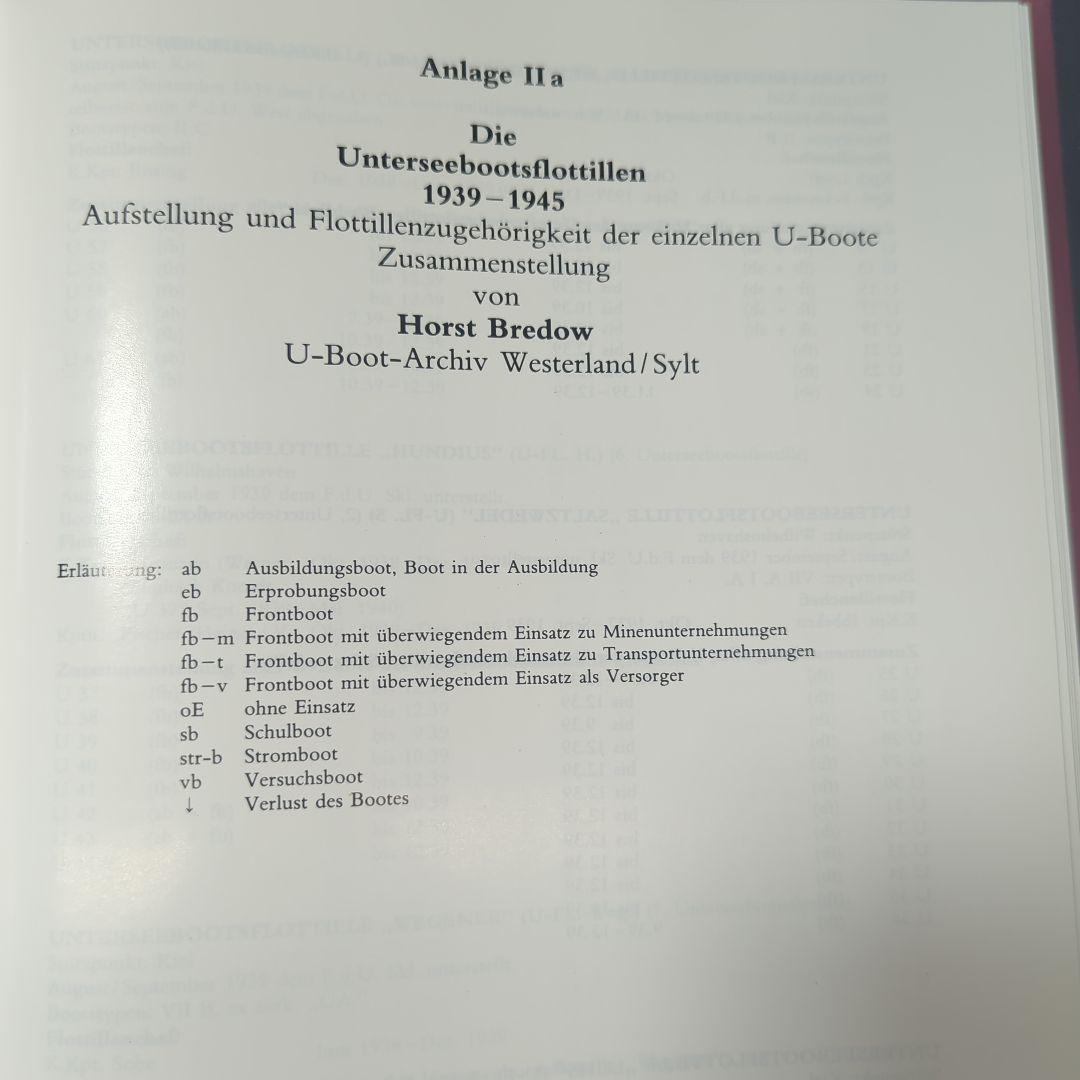 Anlage II a
Die
Unterseebootsflottillen
1939–1945
Aufstellung und Flottillenzugehörigkeit der einzelnen U-Boote
Zusammenstellung
von
Horst Bredow
U-Boot-Archiv Westerland/Sylt
Erläuterung: ab Ausbildungsboot, Boot in der Ausbildung
eb Erprobungsboot
fb Frontboot
fb–m Frontboot mit überwiegendem Einsatz zu Minenunternehmungen
fb–t Frontboot mit überwiegendem Einsatz zu Transportunternehmungen
fb–v Frontboot mit überwiegendem Einsatz als Versorger
oE ohne Einsatz
sb Schulboot
str-b Stromboot
vb Versuchsboot
↓ Verlust des Bootes